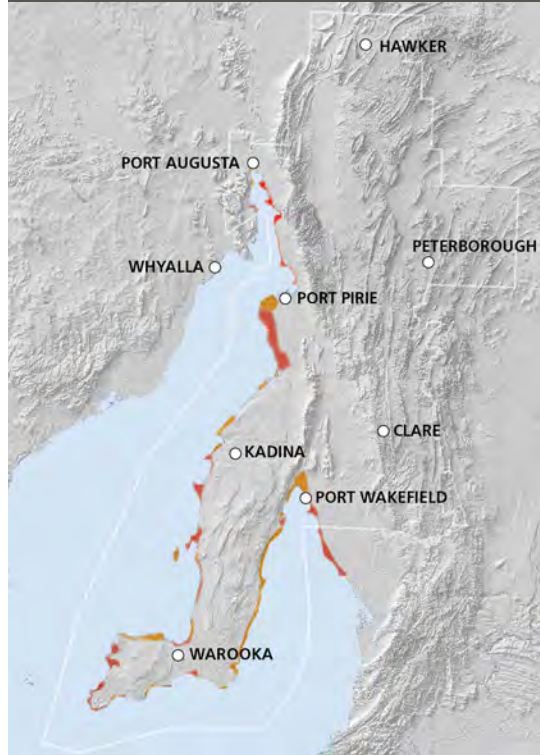 HAWKER
PORT AUGUSTA
PETERBOROUGH
WHYALLA
PORT PIRIE
CLARE
KADINA
PORT WAKEFIELD
WAROOKA